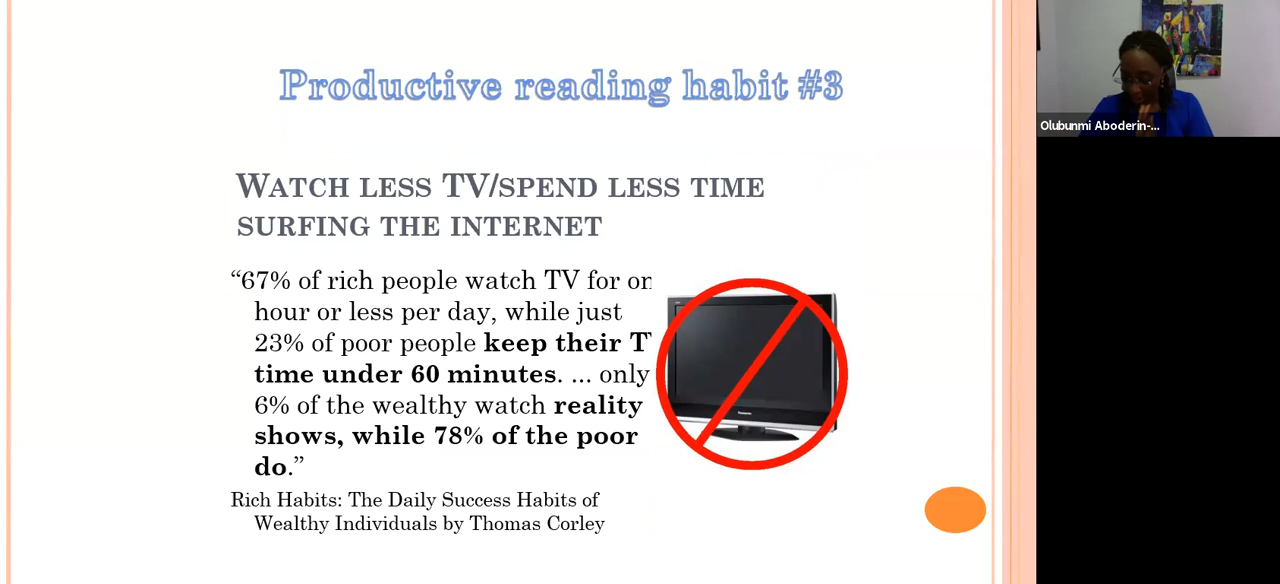 Productive reading habit #3
WATCH LESS TV/SPEND LESS TIME
SURFING THE INTERNET
“67% of rich people watch TV for on
hour or less per day, while just
23% of poor people keep their T
time under 60 minutes. ... only
6% of the wealthy watch reality
shows, while 78% of the poor
do.”
Rich Habits: The Daily Success Habits of
Wealthy Individuals by Thomas Corley
Panasonic
Olubunmi Aboderin-...